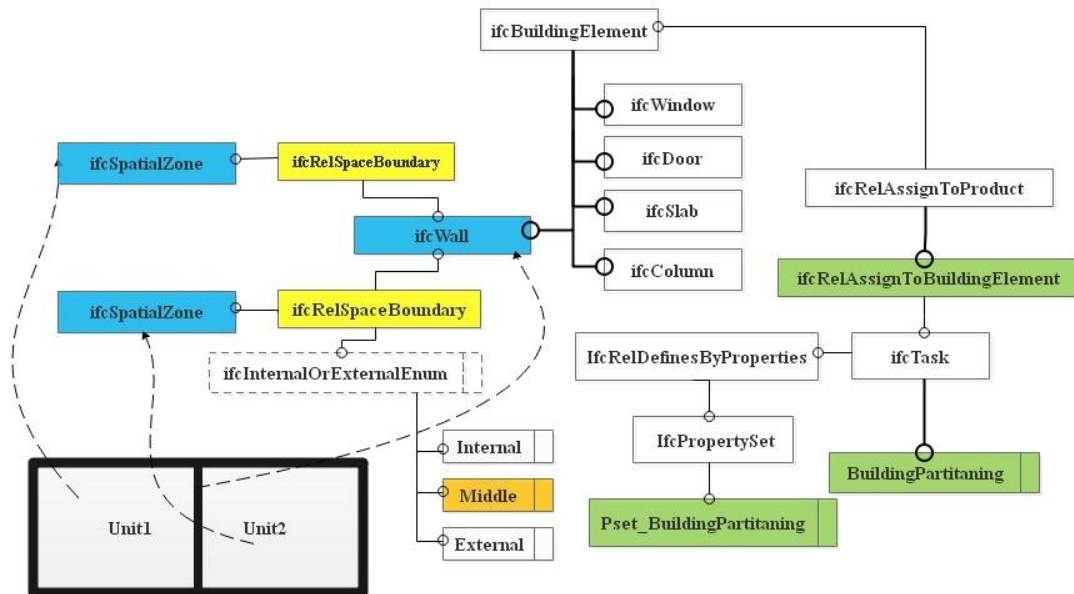 ifcBuildingElement
ifcWindow
ifcSpatialZone
ifcRelSpaceBoundary
ifcDoor
ifcRelAssignToProduct
ifcSlab
ifcWall
ifcColumn
ifcRelAssignToBuildingElement
ifcSpatialZone
ifcRelSpaceBoundary
ifcInternalOrExternalEnum
IfcRelDefinesByProperties
ifcTask
Internal
IfcPropertySet
BuildingPartitaning
Middle
Pset_BuildingPartitaning
External
Unit1
Unit2